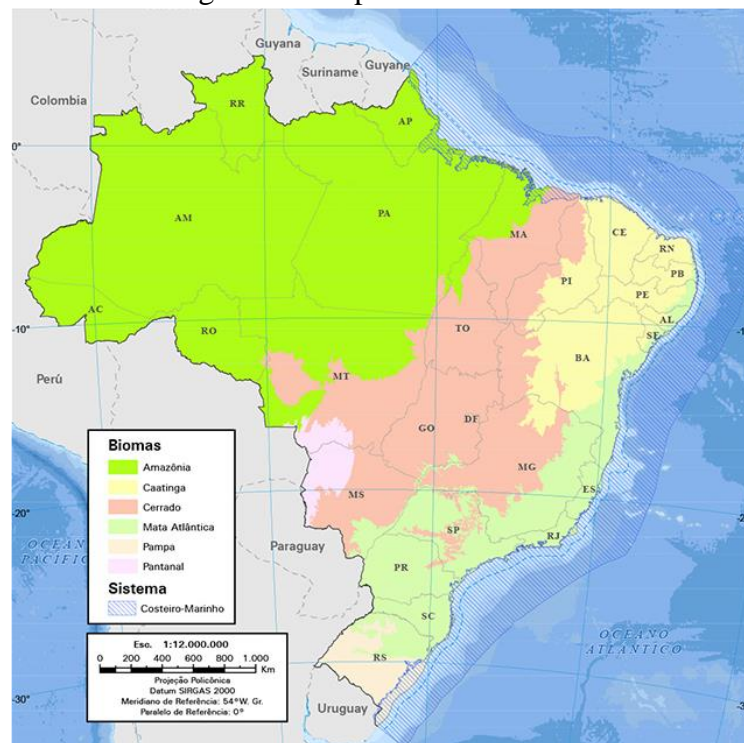 Guyana
Suriname
Guyane
Colombia
RR
AP
0°
AM
PA
MA
CE
RN
PB
PI
PE
AL
SE
AC
-10°
RO
TO
BA
Perú
MT
GO
DF
MG
MS
ES
SP
RJ
PR
SC
RS
Biomas
Amazônia
Caatinga
Cerrado
Mata Atlântica
Pampa
Pantanal
Sistema
Costeiro-Marinho
-20°
OCEANO
PACÍFICO
Paraguay
Esc. 1:12.000.000
0 200 400 600 800 1.000
Km
Projeção Policônica
Datum SIRGAS 2000
Meridiano de Referência: 54°W. Gr.
Paralelo de Referência: 0°
OCEANO
ATLÂNTICO
-30°
Uruguay